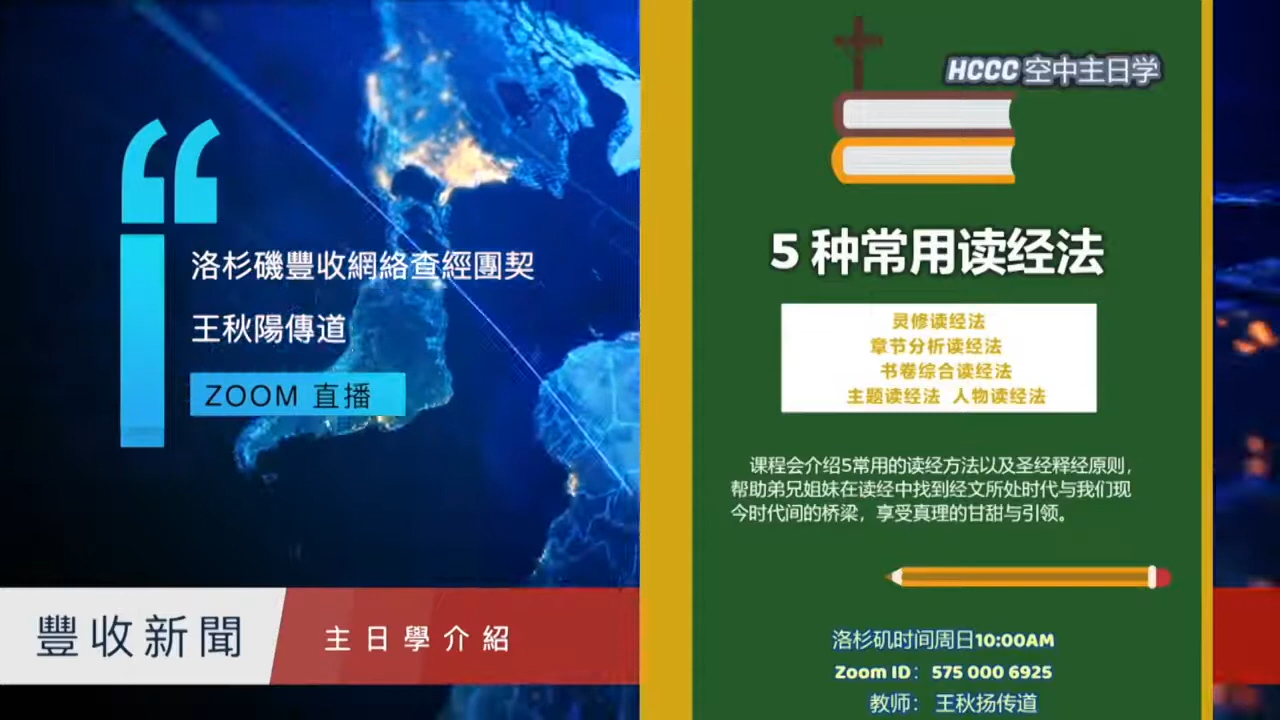 洛杉磯豐收網絡查經團契
王秋陽傳道
ZOOM 直播
豐收新聞
主日學介紹
HCCC 空中主日学
5 种常用读经法
灵修读经法
章节分析读经法
书卷综合读经法
主题读经法 人物读经法
课程会介绍5常用的读经方法以及圣经释经原则，
帮助弟兄姐妹在读经中找到经文所处时代与我们现
今时代间的桥梁，享受真理的甘甜与引领。
洛杉矶时间周日10:00AM
Zoom ID： 575 000 6925
教师： 王秋扬传道